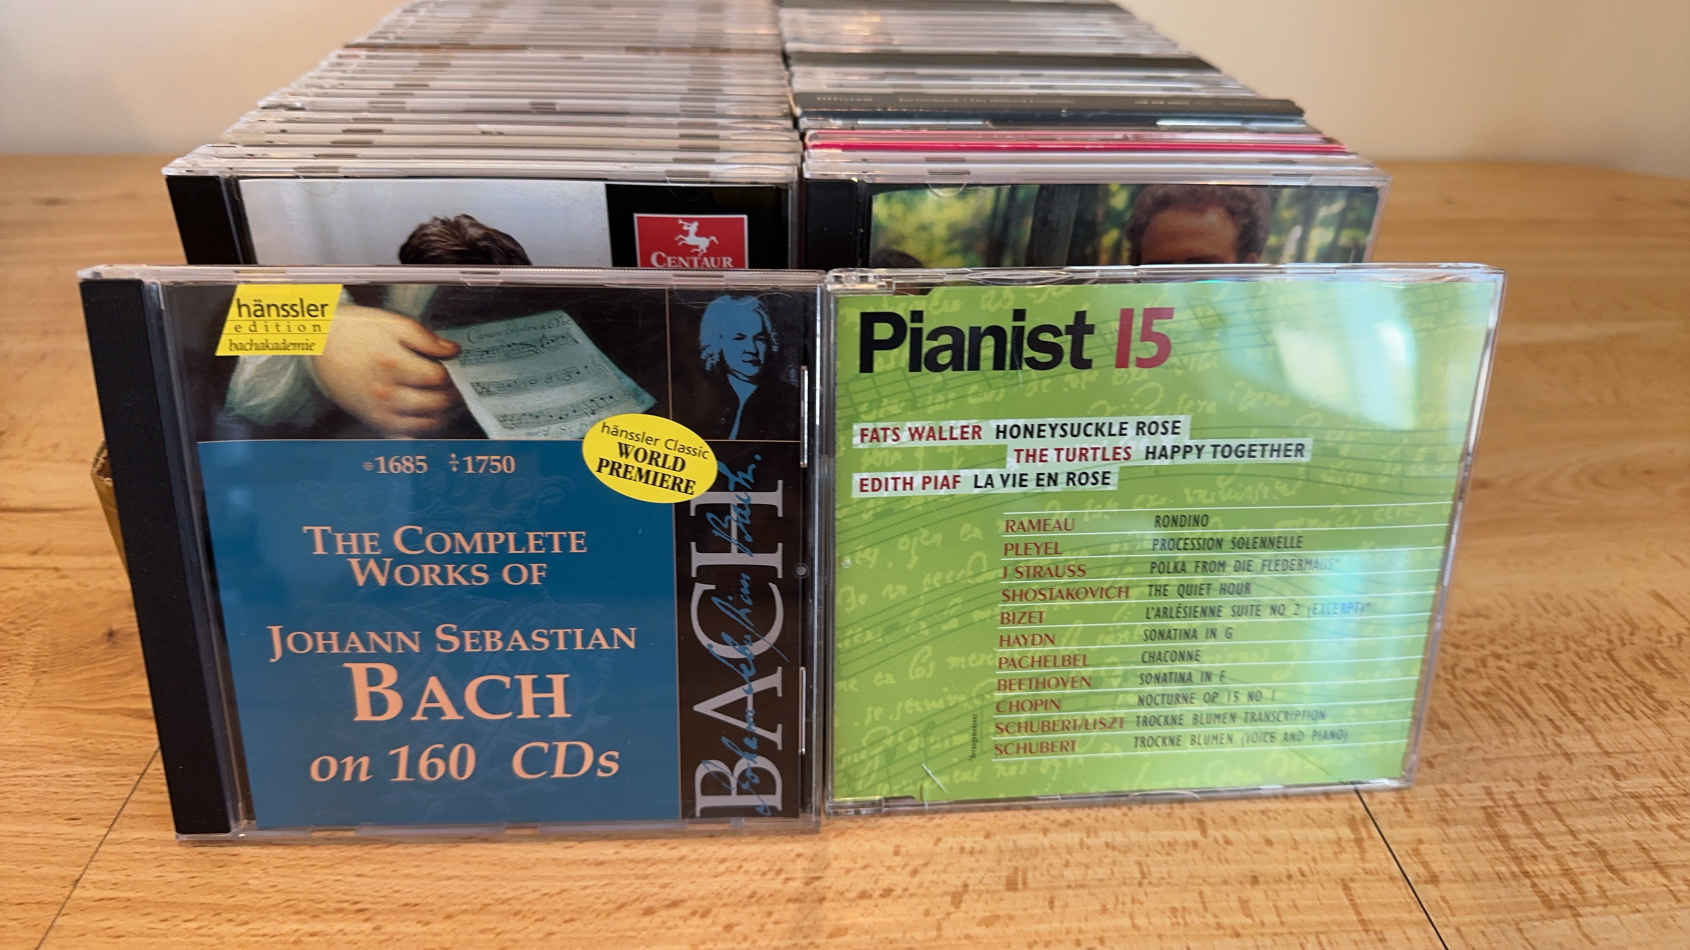 CENTAUR
hänssler
edition
bachakademie
*1685 ‡1750
hänssler Classic
WORLD
PREMIERE
THE COMPLETE
WORKS OF
JOHANN SEBASTIAN
BACH
on 160 CDs
BACH
Pianist 15
FATS WALLER HONEYSUCKLE ROSE
THE TURTLES HAPPY TOGETHER
EDITH PIAF LA VIE EN ROSE
RAMEAU RONDINO
PLEYEL PROCESSION SOLENNELLE
J STRAUSS POLKA FROM DIE FLEDERMAUS*
SHOSTAKOVICH THE QUIET HOUR
BIZET L'ARLÉSIENNE SUITE NO 2 (EXCERPT)*
HAYDN SONATINA IN G
PACHELBEL CHACONNE
BEETHOVEN SONATINA IN F
CHOPIN NOCTURNE OP 15 NO 1
SCHUBERT/LISZT TROCKNE BLUMEN TRANSCRIPTION
SCHUBERT TROCKNE BLUMEN (VOICE AND PIANO)